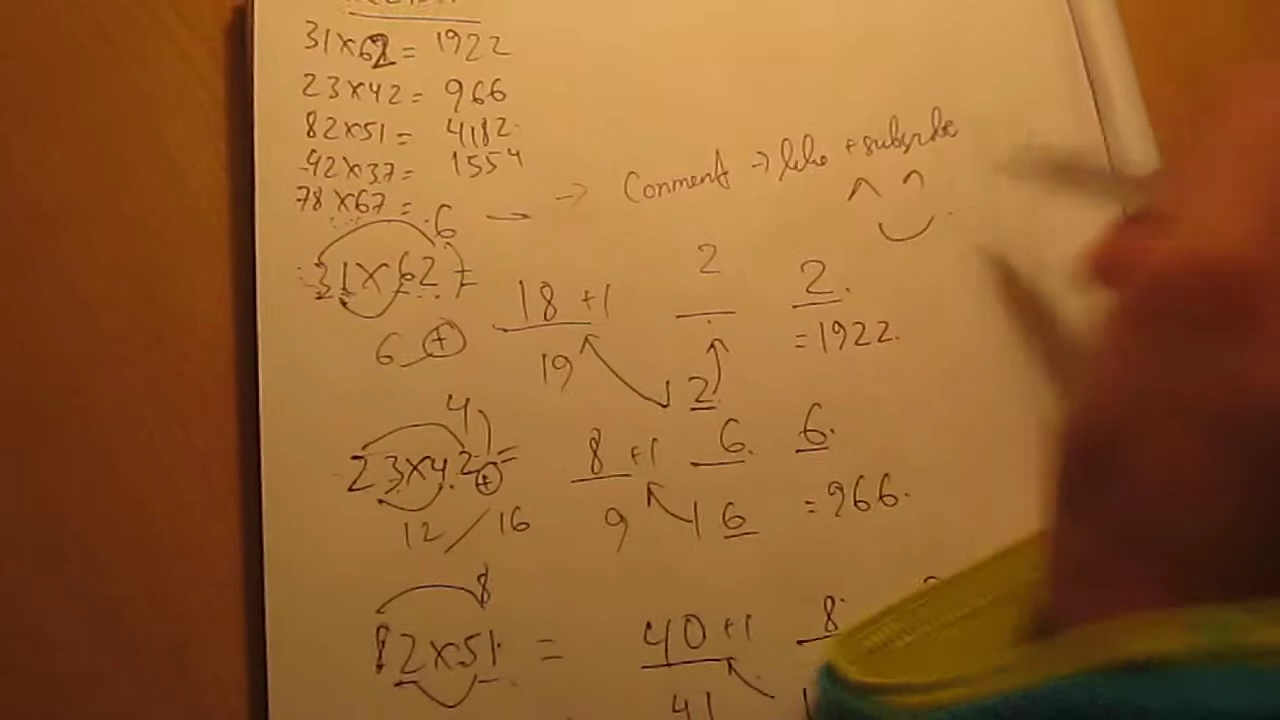 31x62= 1922
23x42= 966
82x51= 4182
42x37= 1554
78x67=
→ Comment → like + subscribe
6
31x62= 18 +1 2 2
6 + 19 2 = 1922.
4
23x42 = 8 +1 6 6
+
12/16 9 16 = 966.
8
82x51 = 40+1 8
41